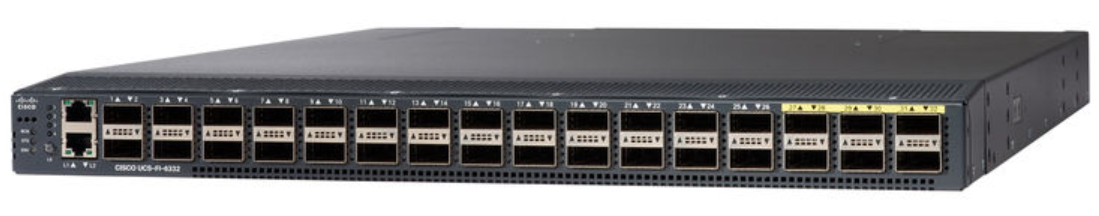 1▲ ▼2 3▲ ▼4 5▲ ▼6 7▲ ▼8 9▲ ▼10 11▲ ▼12 13▲ ▼14 15▲ ▼16 17▲ ▼18 19▲ ▼20 21▲ ▼22 23▲ ▼24 25▲ ▼26 27▲ ▼28 29▲ ▼30 31▲ ▼32
CISCO
L1▲ ▼L2
CISCO UCS-FI-6332